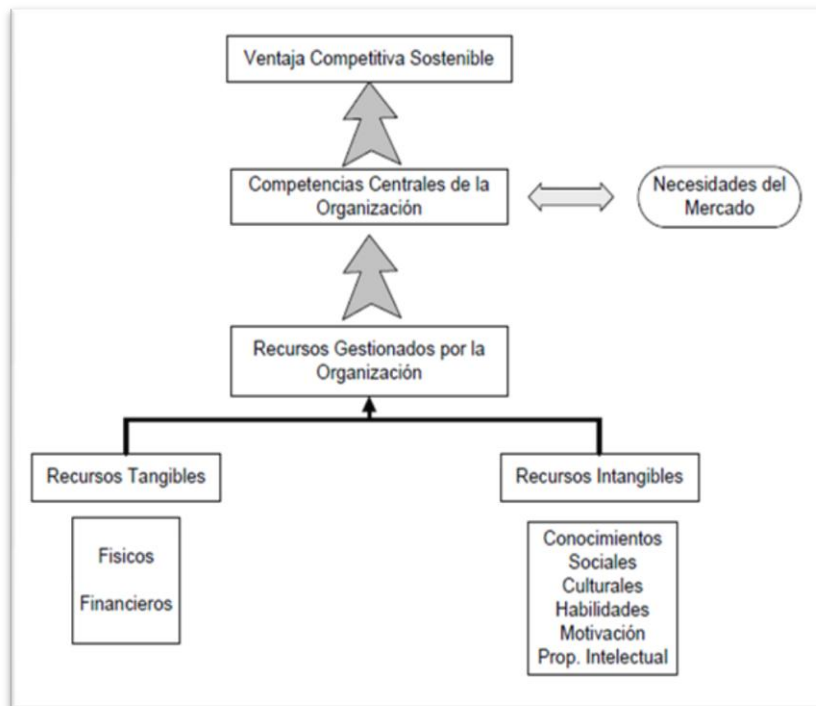 Ventaja Competitiva Sostenible
Competencias Centrales de la
Organización
Necesidades del
Mercado
Recursos Gestionados por la
Organización
Recursos Tangibles
Recursos Intangibles
Fisicos
Financieros
Conocimientos
Sociales
Culturales
Habilidades
Motivación
Prop. Intelectual